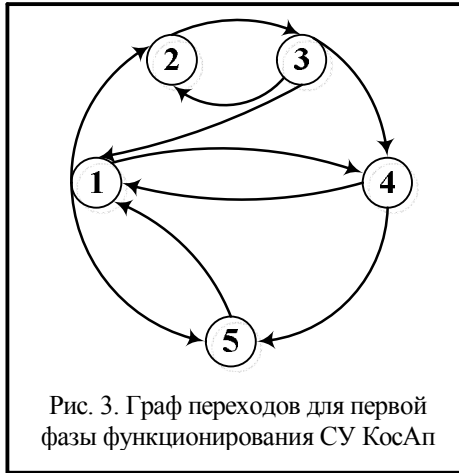 2
3
1
4
5
Рис. 3. Граф переходов для первой
фазы функционирования СУ КосАп